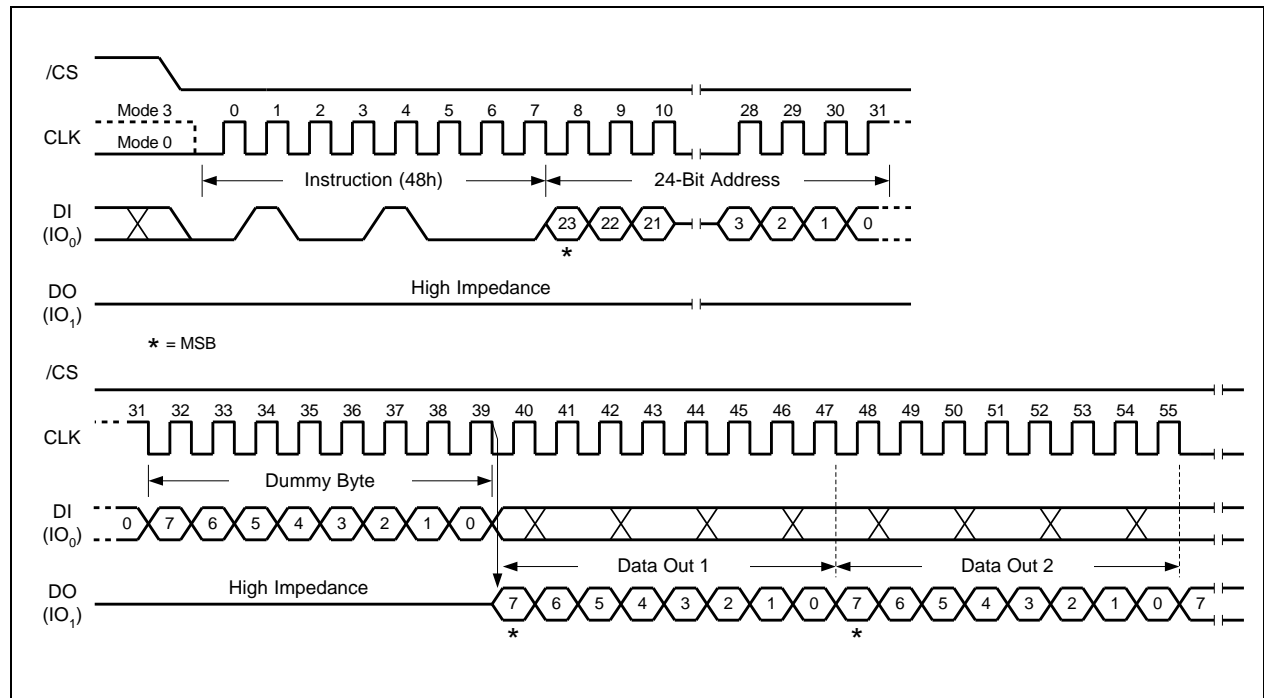 /CS
Mode 3 0 1 2 3 4 5 6 7 8 9 10 28 29 30 31
CLK
Mode 0
Instruction (48h) 24-Bit Address
DI
(IO0) 23 22 21 3 2 1 0
*
DO
(IO1) High Impedance
* = MSB
/CS
31 32 33 34 35 36 37 38 39 40 41 42 43 44 45 46 47 48 49 50 51 52 53 54 55
CLK
Dummy Byte
DI
(IO0) 0 7 6 5 4 3 2 1 0
Data Out 1 Data Out 2
DO
(IO1) High Impedance 7 6 5 4 3 2 1 0 7 6 5 4 3 2 1 0 7
* *